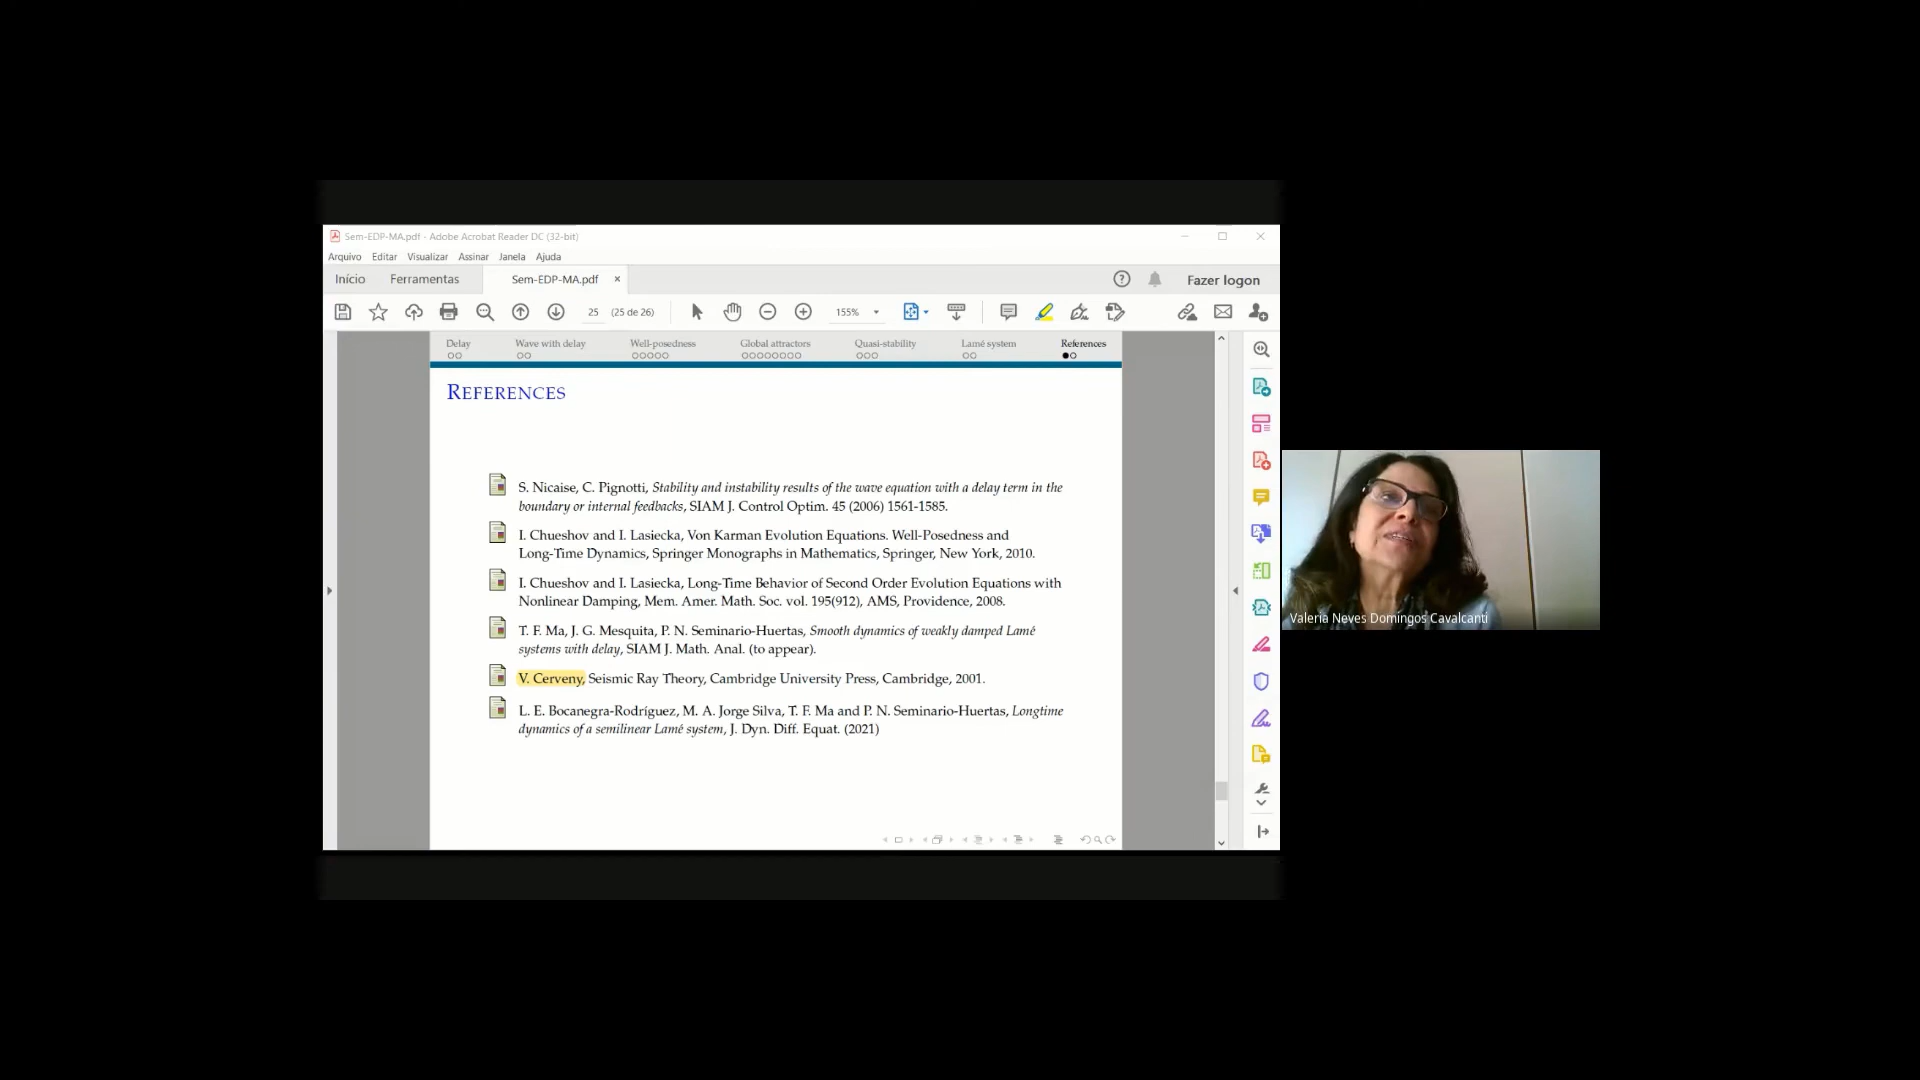 Sem-EDP-MA.pdf - Adobe Acrobat Reader DC (32-bit)
Arquivo Editar Visualizar Assinar Janela Ajuda
Início Ferramentas Sem-EDP-MA.pdf × Fazer logon
25 (25 de 26) 155%
Delay Wave with delay Well-posedness Global attractors Quasi-stability Lamé system References
REFERENCES
S. Nicaise, C. Pignotti, Stability and instability results of the wave equation with a delay term in the
boundary or internal feedbacks, SIAM J. Control Optim. 45 (2006) 1561-1585.
I. Chueshov and I. Lasiecka, Von Karman Evolution Equations. Well-Posedness and
Long-Time Dynamics, Springer Monographs in Mathematics, Springer, New York, 2010.
I. Chueshov and I. Lasiecka, Long-Time Behavior of Second Order Evolution Equations with
Nonlinear Damping, Mem. Amer. Math. Soc. vol. 195(912), AMS, Providence, 2008.
T. F. Ma, J. G. Mesquita, P. N. Seminario-Huertas, Smooth dynamics of weakly damped Lamé
systems with delay, SIAM J. Math. Anal. (to appear).
V. Cerveny, Seismic Ray Theory, Cambridge University Press, Cambridge, 2001.
L. E. Bocanegra-Rodríguez, M. A. Jorge Silva, T. F. Ma and P. N. Seminario-Huertas, Longtime
dynamics of a semilinear Lamé system, J. Dyn. Diff. Equat. (2021)
Valeria Neves Domingos Cavalcanti